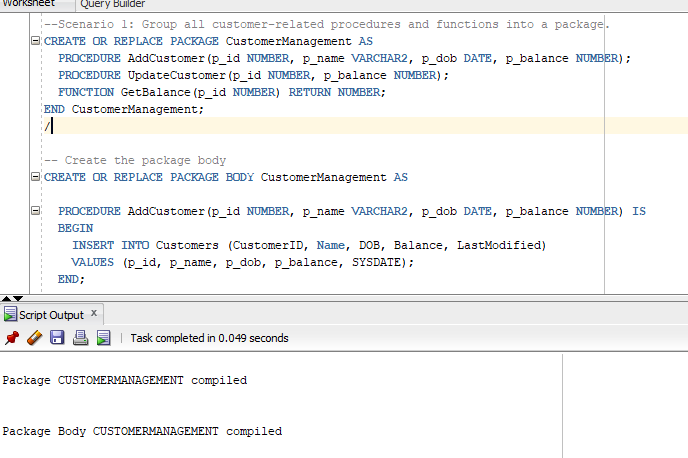 Worksheet Query Builder
--Scenario 1: Group all customer-related procedures and functions into a package.
CREATE OR REPLACE PACKAGE CustomerManagement AS
PROCEDURE AddCustomer(p_id NUMBER, p_name VARCHAR2, p_dob DATE, p_balance NUMBER);
PROCEDURE UpdateCustomer(p_id NUMBER, p_balance NUMBER);
FUNCTION GetBalance(p_id NUMBER) RETURN NUMBER;
END CustomerManagement;
/
-- Create the package body
CREATE OR REPLACE PACKAGE BODY CustomerManagement AS
PROCEDURE AddCustomer(p_id NUMBER, p_name VARCHAR2, p_dob DATE, p_balance NUMBER) IS
BEGIN
INSERT INTO Customers (CustomerID, Name, DOB, Balance, LastModified)
VALUES (p_id, p_name, p_dob, p_balance, SYSDATE);
END;
Script Output x
Task completed in 0.049 seconds
Package CUSTOMERMANAGEMENT compiled
Package Body CUSTOMERMANAGEMENT compiled